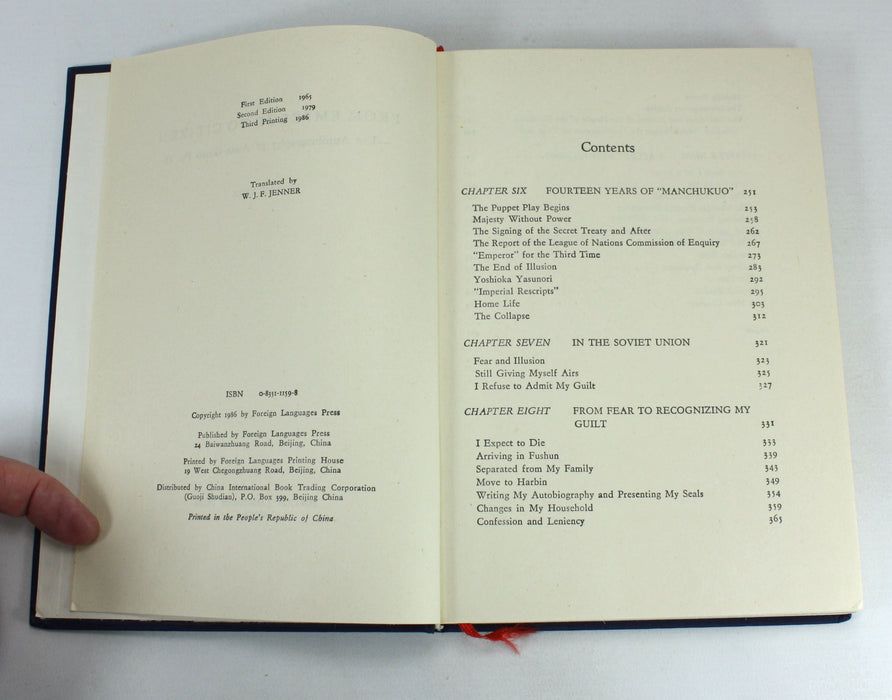 First Edition 1965
Second Edition 1979
Third Printing 1986
Translated by
W. J. F. JENNER
ISBN 0-8351-1159-8
Copyright 1986 by Foreign Languages Press
Published by Foreign Languages Press
24 Baiwanzhuang Road, Beijing, China
Printed by Foreign Languages Printing House
19 West Chegongzhuang Road, Beijing, China
Distributed by China International Book Trading Corporation
(Guoji Shudian), P.O. Box 399, Beijing China
Printed in the People's Republic of China
Contents
CHAPTER SIX FOURTEEN YEARS OF "MANCHUKUO" 251
The Puppet Play Begins 253
Majesty Without Power 258
The Signing of the Secret Treaty and After 262
The Report of the League of Nations Commission of Enquiry 267
"Emperor" for the Third Time 273
The End of Illusion 283
Yoshioka Yasunori 292
"Imperial Rescripts" 295
Home Life 303
The Collapse 312
CHAPTER SEVEN IN THE SOVIET UNION 321
Fear and Illusion 323
Still Giving Myself Airs 325
I Refuse to Admit My Guilt 327
CHAPTER EIGHT FROM FEAR TO RECOGNIZING MY
GUILT 331
I Expect to Die 333
Arriving in Fushun 339
Separated from My Family 343
Move to Harbin 349
Writing My Autobiography and Presenting My Seals 354
Changes in My Household 359
Confession and Leniency 365